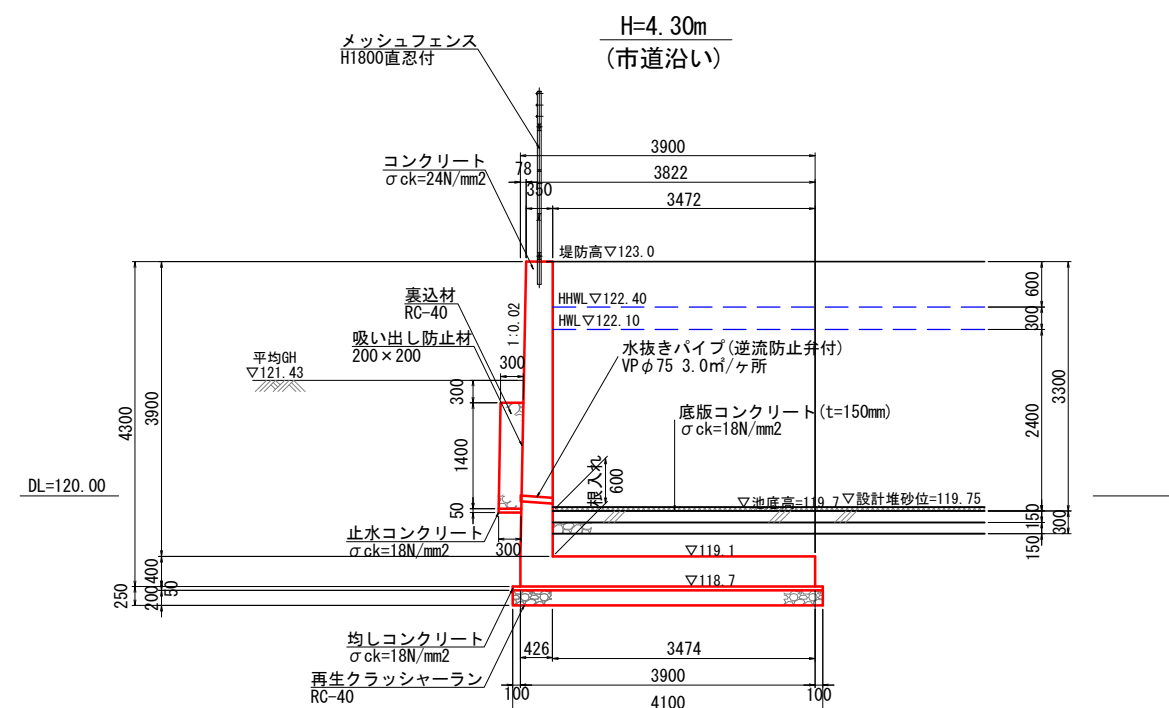 H=4.30m
(市道沿い)
メッシュフェンス
H1800直忍付
3900
78
3822
350
3472
コンクリート
σck=24N/mm2
堤防高▽123.0
HHWL▽122.40
HWL▽122.10
600
300
3300
2400
裏込材
RC-40
1:0.02
吸い出し防止材
200×200
300
水抜きパイプ(逆流防止弁付)
VPφ75 3.0㎡/ヶ所
平均GH
▽121.43
300
4300
3900
1400
底版コンクリート(t=150mm)
σck=18N/mm2
根入れ
600
DL=120.00
▽池底高=119.7
▽設計堆砂位=119.75
50
150
300
150
止水コンクリート
σck=18N/mm2
300
▽119.1
400
▽118.7
250
200
50
均しコンクリート
σck=18N/mm2
426
3474
再生クラッシャーラン
RC-40
100
3900
100
4100